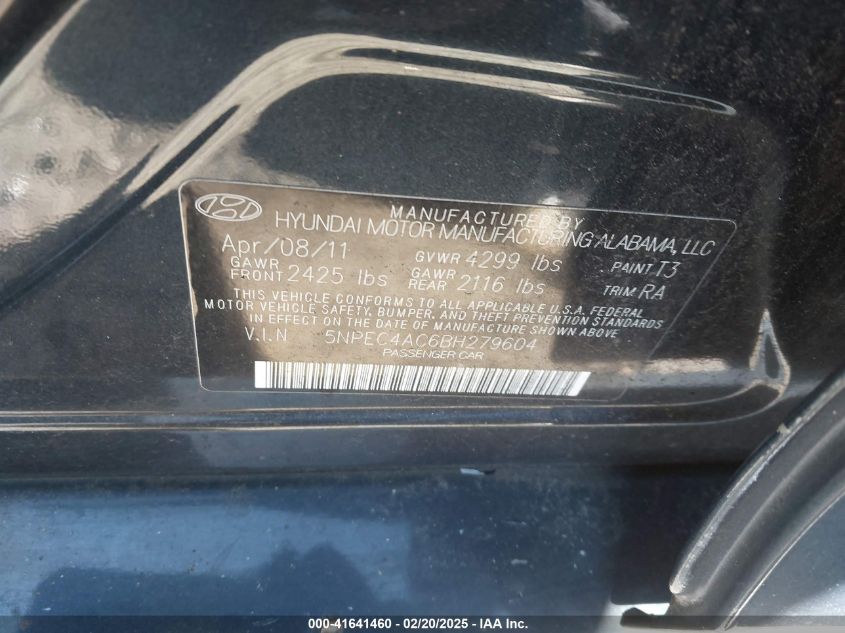 MANUFACTURED BY
HYUNDAI MOTOR MANUFACTURING ALABAMA, LLC
Apr/08/11 GVWR 4299 lbs PAINT T3
GAWR FRONT 2425 lbs GAWR REAR 2116 lbs TRIM RA
THIS VEHICLE CONFORMS TO ALL APPLICABLE U.S.A. FEDERAL
MOTOR VEHICLE SAFETY, BUMPER, AND THEFT PREVENTION STANDARDS
IN EFFECT ON THE DATE OF MANUFACTURE SHOWN ABOVE
V.I.N 5NPEC4AC6BH279604
PASSENGER CAR
000-41641460 - 02/20/2025 - IAA Inc.